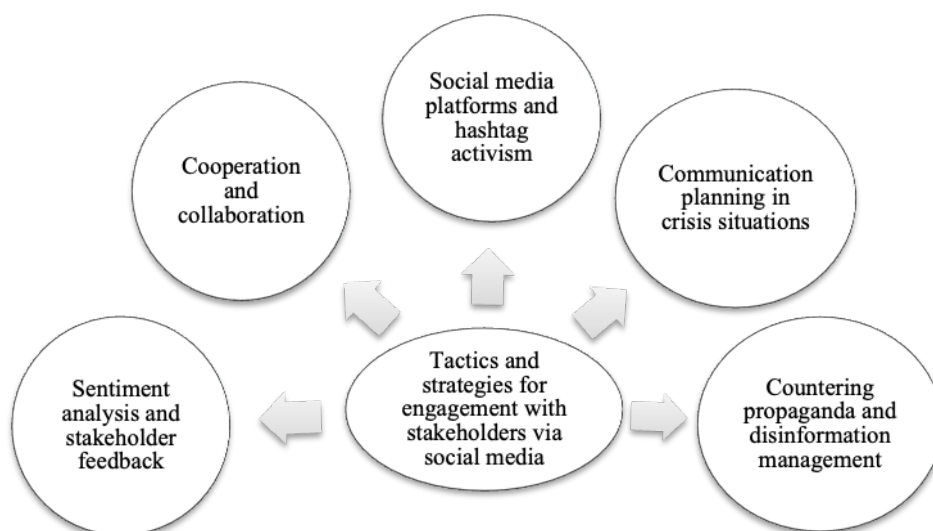 Social media
platforms and
hashtag
activism
Cooperation
and
collaboration
Communication
planning in
crisis situations
Sentiment
analysis and
stakeholder
feedback
Tactics and
strategies for
engagement with
stakeholders via
social media
Countering
propaganda and
disinformation
management